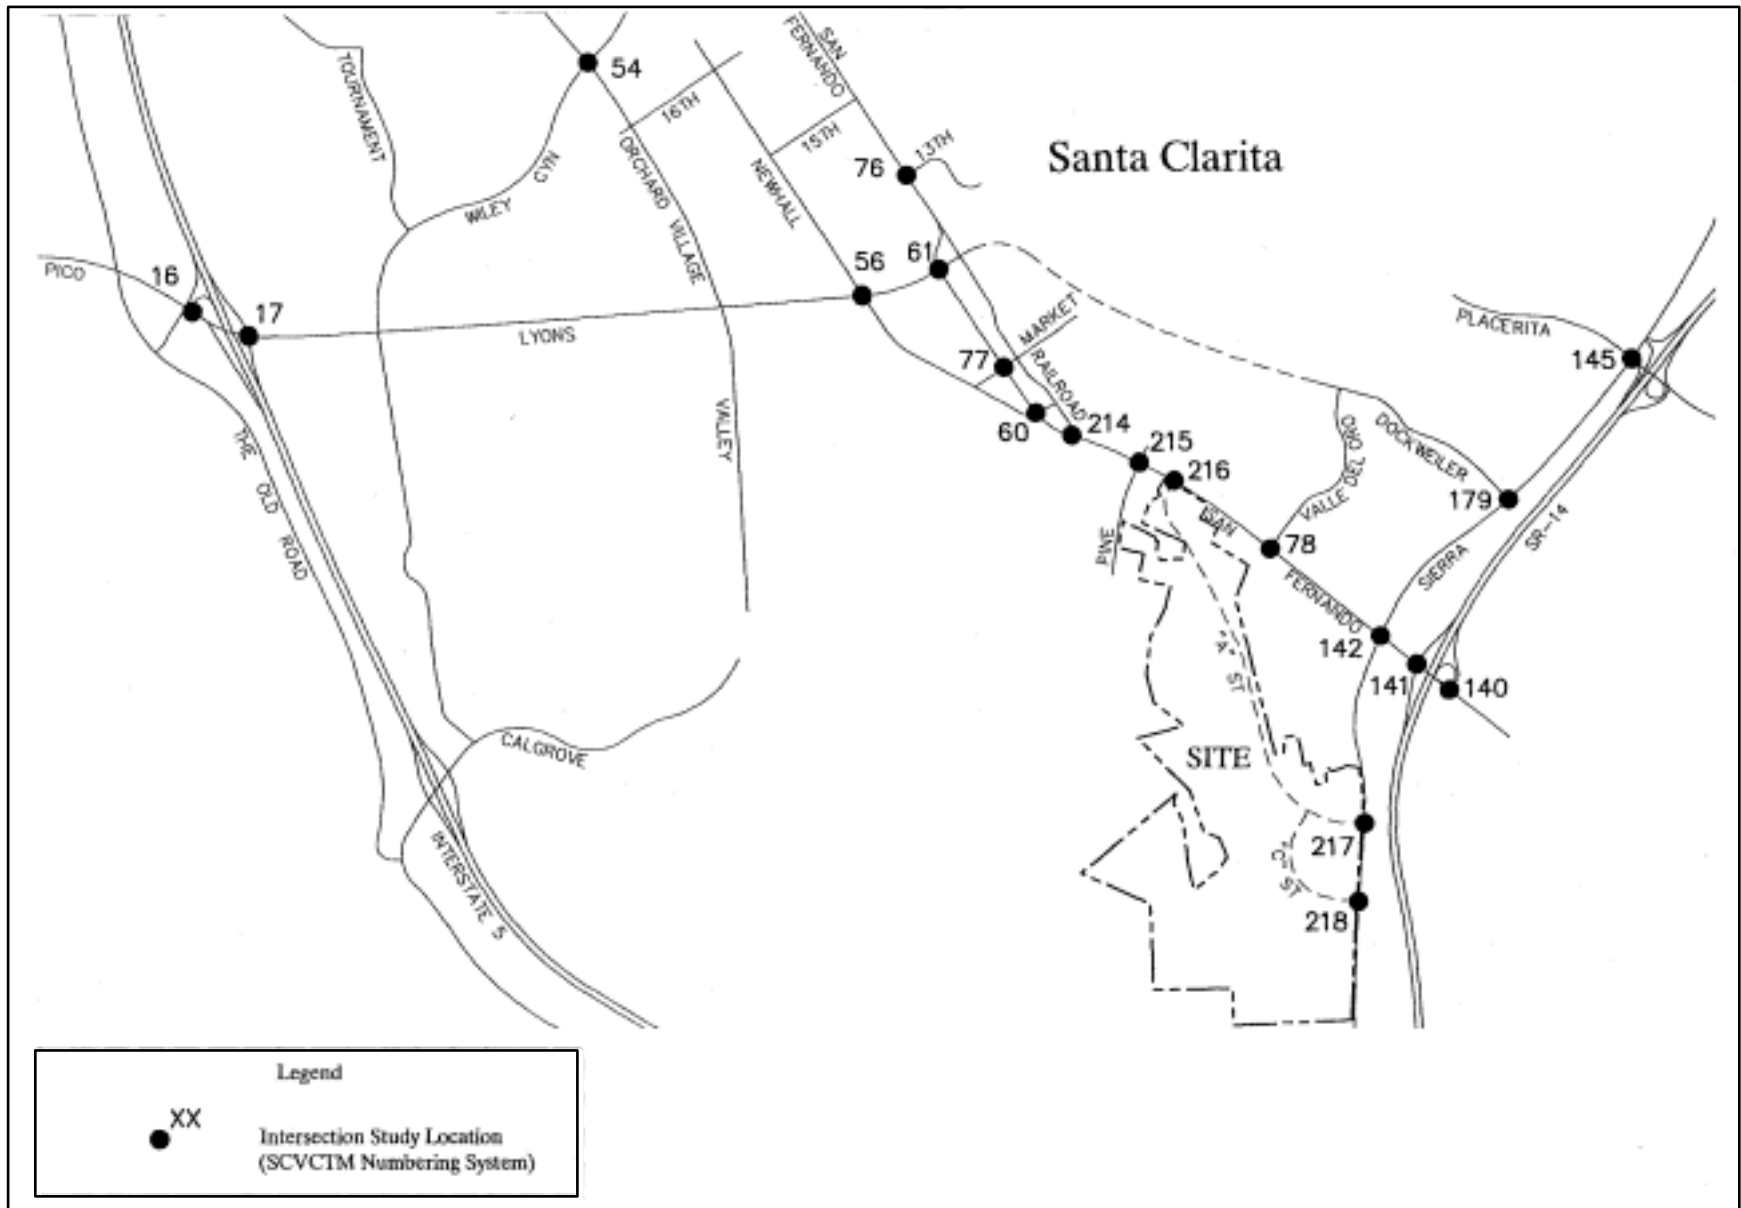 SAN
FERNANDO
54
TOURNAMENT
16TH
15TH
13TH
76
Santa Clarita
CYN
WILEY
ORCHARD VILLAGE
NEWHALL
PICO
16
17
56
61
LYONS
MARKET
77
RAILROAD
60
214
215
216
PLACERITA
145
DOCKWEILER
VALLE DEL ORO
179
SR-14
SIERRA
THE OLD ROAD
VALLEY
PINE
SAN
FERNANDO
78
142
141
140
"A" ST
SITE
CALGROVE
217
"C" ST
218
INTERSTATE 5
Legend
XX
Intersection Study Location
(SCVCTM Numbering System)